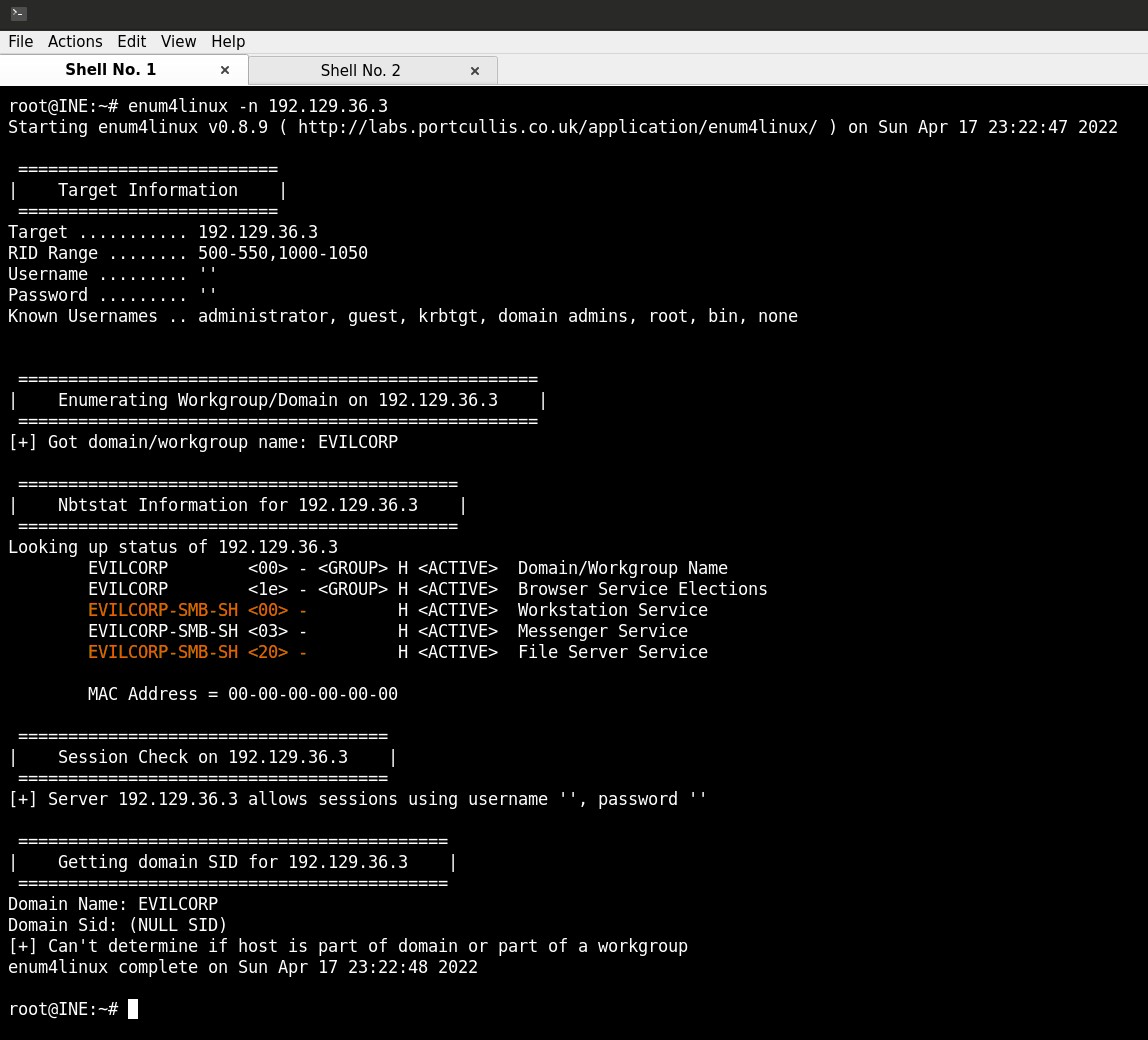 File Actions Edit View Help
Shell No. 1 × Shell No. 2 ×
root@INE:~# enum4linux -n 192.129.36.3
Starting enum4linux v0.8.9 ( http://labs.portcullis.co.uk/application/enum4linux/ ) on Sun Apr 17 23:22:47 2022
 ==========================
|    Target Information    |
 ==========================
Target ........... 192.129.36.3
RID Range ........ 500-550,1000-1050
Username ......... ''
Password ......... ''
Known Usernames .. administrator, guest, krbtgt, domain admins, root, bin, none
 ====================================================
|    Enumerating Workgroup/Domain on 192.129.36.3    |
 ====================================================
[+] Got domain/workgroup name: EVILCORP
 ============================================
|    Nbtstat Information for 192.129.36.3    |
 ============================================
Looking up status of 192.129.36.3
        EVILCORP        <00> - <GROUP> H <ACTIVE>  Domain/Workgroup Name
        EVILCORP        <1e> - <GROUP> H <ACTIVE>  Browser Service Elections
        EVILCORP-SMB-SH <00> -         H <ACTIVE>  Workstation Service
        EVILCORP-SMB-SH <03> -         H <ACTIVE>  Messenger Service
        EVILCORP-SMB-SH <20> -         H <ACTIVE>  File Server Service
        MAC Address = 00-00-00-00-00-00
 =====================================
|    Session Check on 192.129.36.3    |
 =====================================
[+] Server 192.129.36.3 allows sessions using username '', password ''
 ===========================================
|    Getting domain SID for 192.129.36.3    |
 ===========================================
Domain Name: EVILCORP
Domain Sid: (NULL SID)
[+] Can't determine if host is part of domain or part of a workgroup
enum4linux complete on Sun Apr 17 23:22:48 2022
root@INE:~#